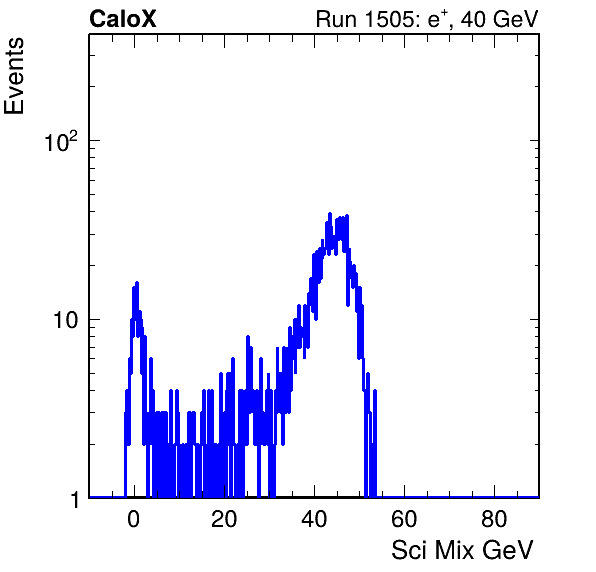 CaloX Run 1505: e⁺, 40 GeV
Events
10²
10
1
0 20 40 60 80
Sci Mix GeV